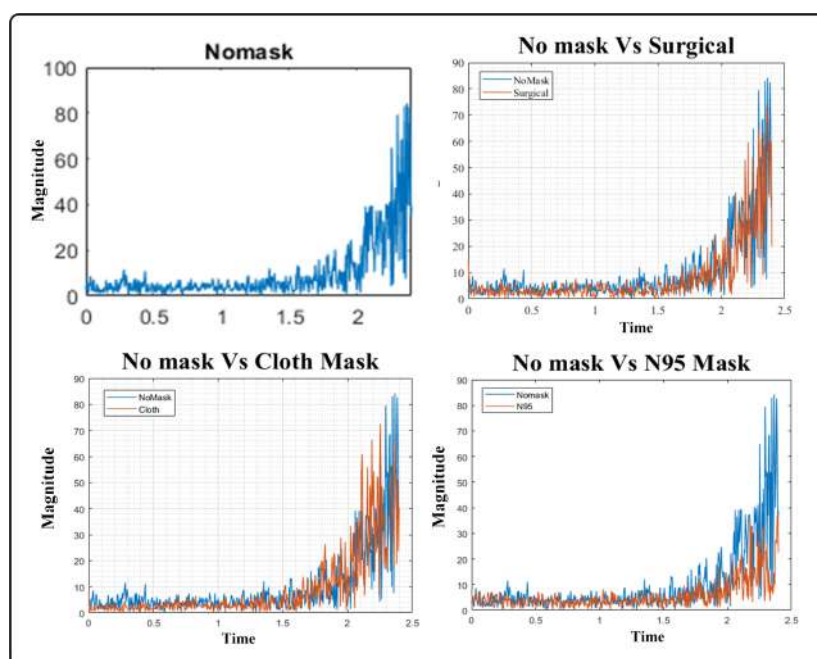 Nomask
100
80
60
40
20
0
Magnitude
0 0.5 1 1.5 2
No mask Vs Surgical
90
80
70
60
50
40
30
20
10
0
NoMask
Surgical
0 0.5 1 1.5 2 2.5
Time
No mask Vs Cloth Mask
90
80
70
60
50
40
30
20
10
0
Magnitude
NoMask
Cloth
0 0.5 1 1.5 2 2.5
Time
No mask Vs N95 Mask
90
80
70
60
50
40
30
20
10
0
Magnitude
Nomask
N95
0 0.5 1 1.5 2 2.5
Time